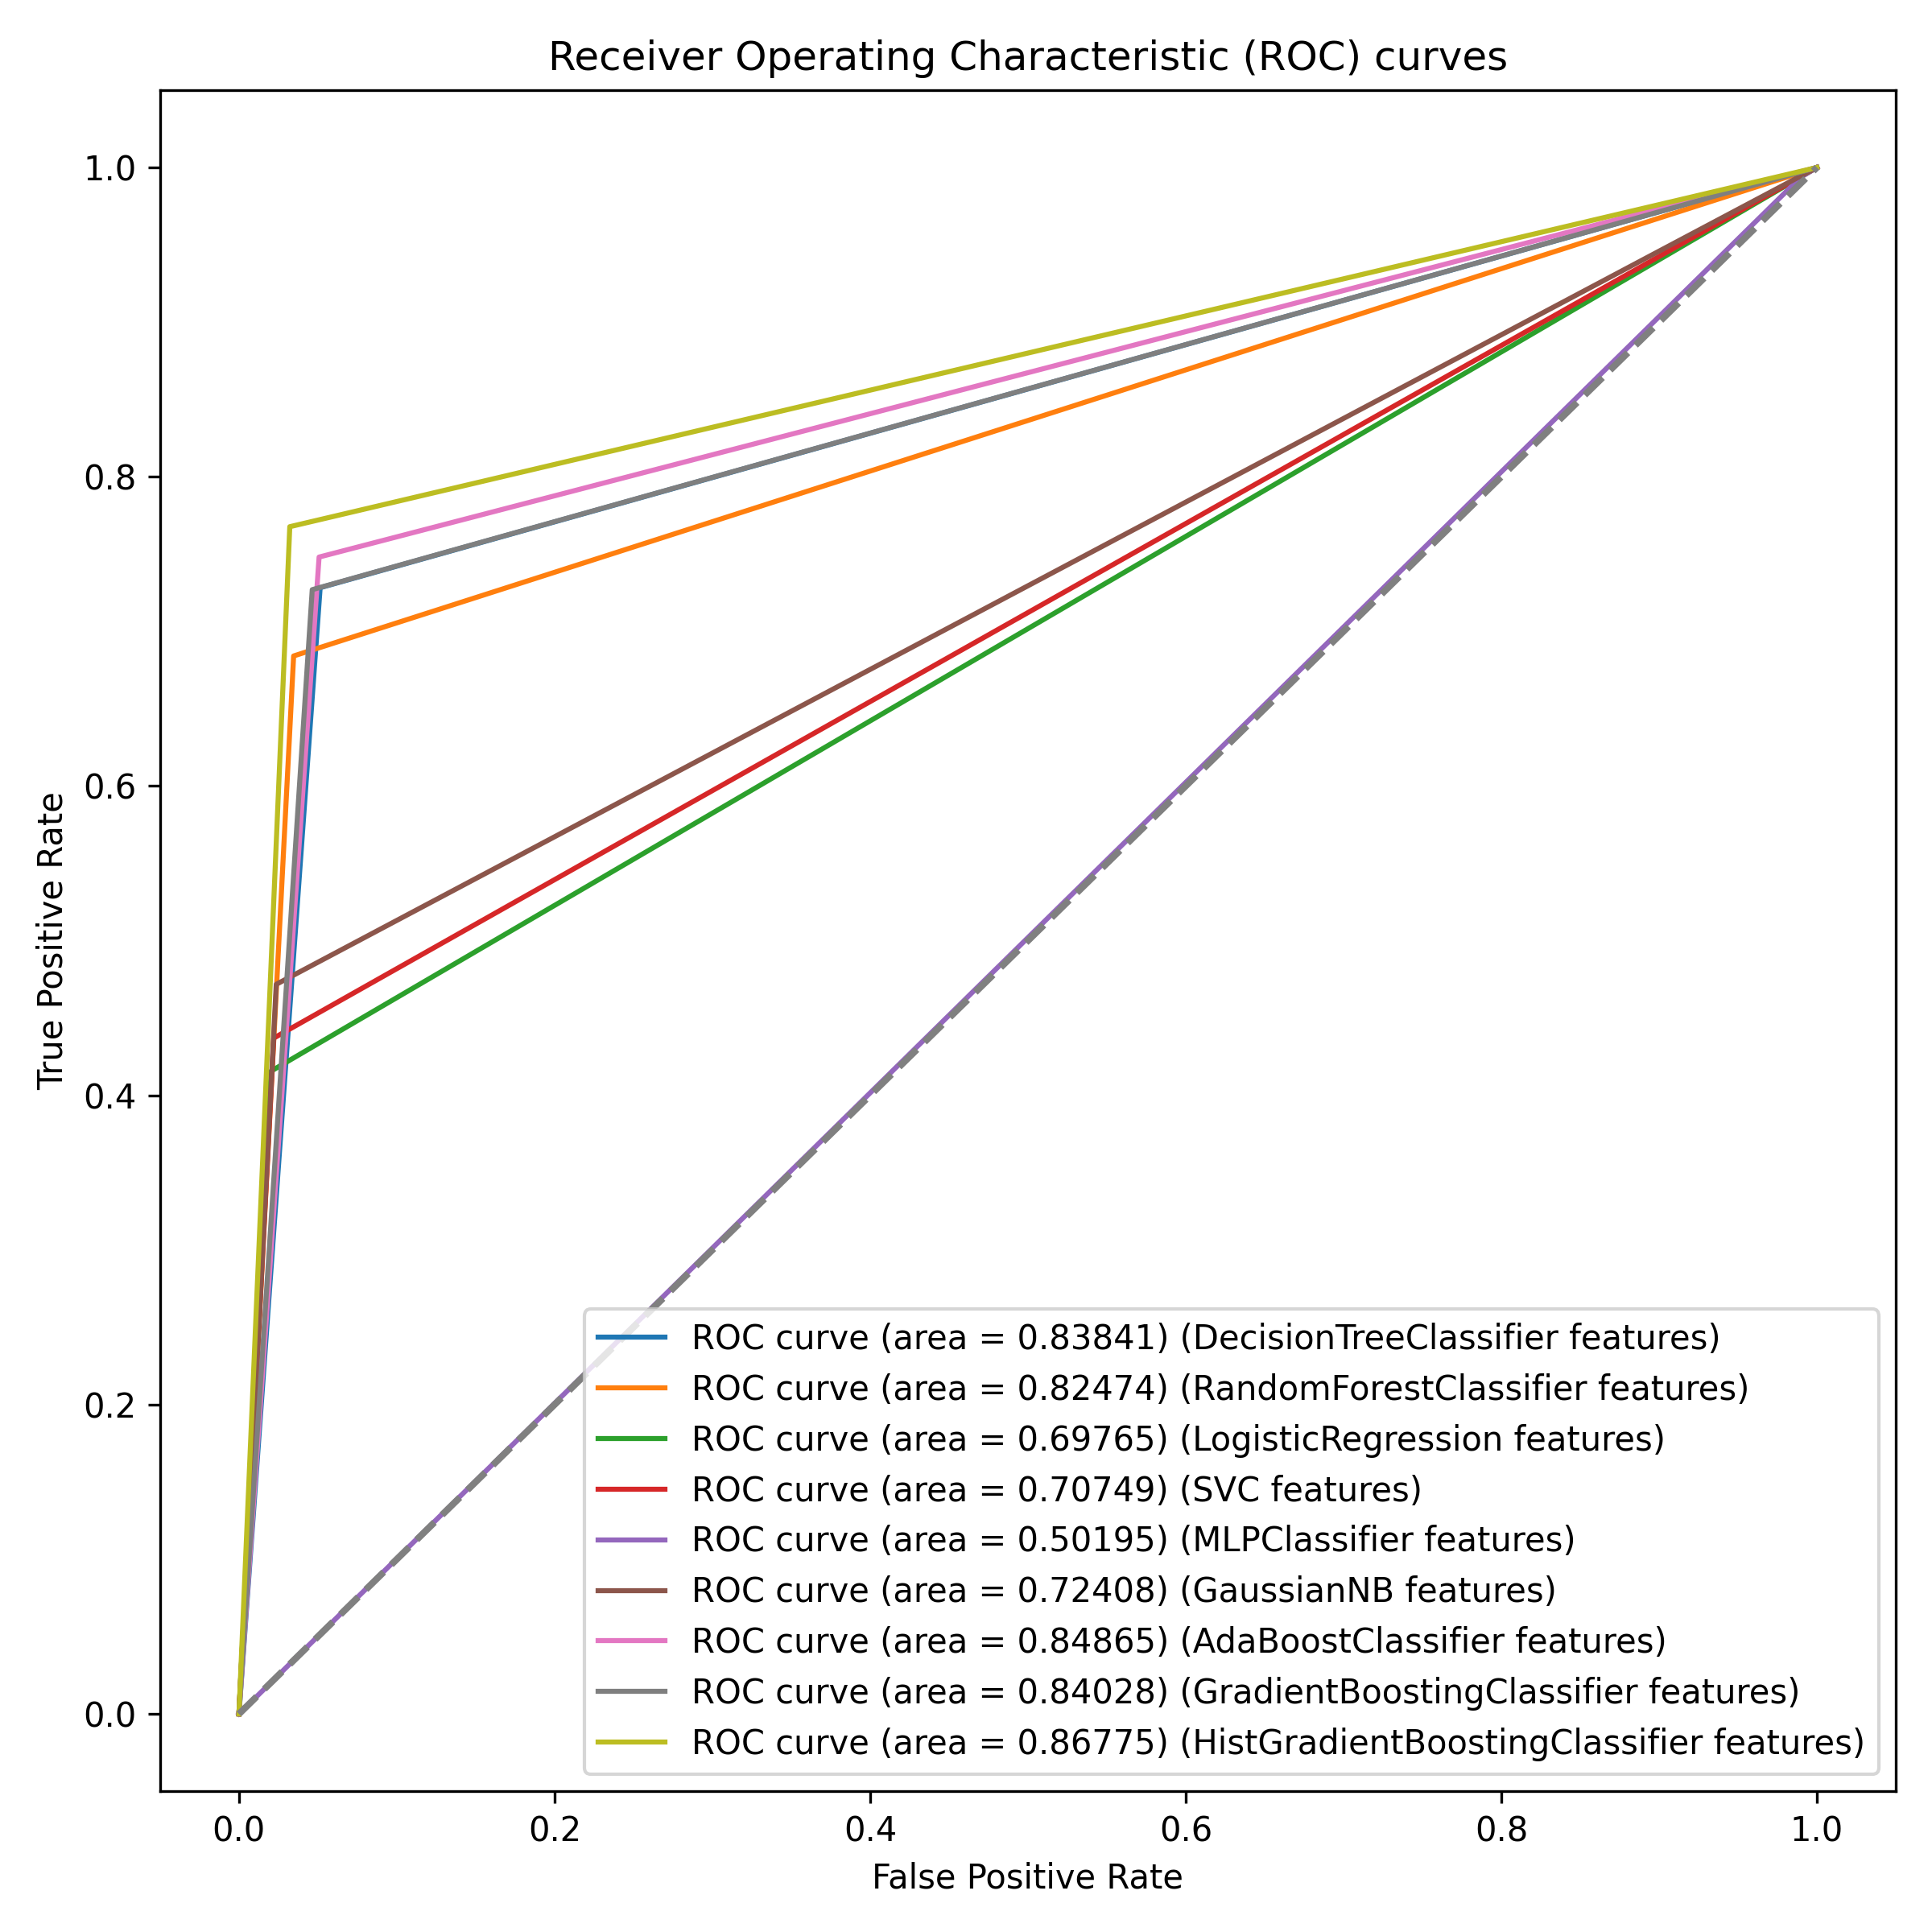 Receiver Operating Characteristic (ROC) curves
True Positive Rate
1.0
0.8
0.6
0.4
0.2
0.0
ROC curve (area = 0.83841) (DecisionTreeClassifier features)
ROC curve (area = 0.82474) (RandomForestClassifier features)
ROC curve (area = 0.69765) (LogisticRegression features)
ROC curve (area = 0.70749) (SVC features)
ROC curve (area = 0.50195) (MLPClassifier features)
ROC curve (area = 0.72408) (GaussianNB features)
ROC curve (area = 0.84865) (AdaBoostClassifier features)
ROC curve (area = 0.84028) (GradientBoostingClassifier features)
ROC curve (area = 0.86775) (HistGradientBoostingClassifier features)
0.0 0.2 0.4 0.6 0.8 1.0
False Positive Rate